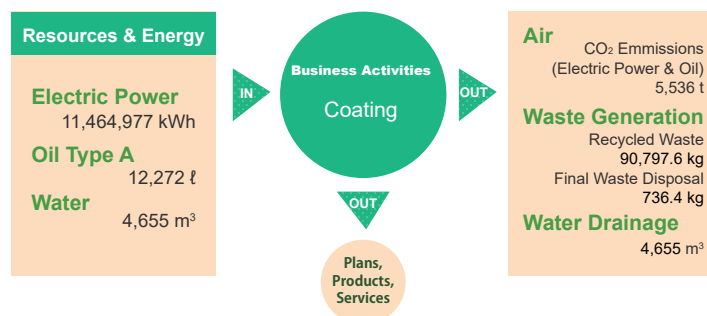 Resources & Energy
Electric Power
11,464,977 kWh
Oil Type A
12,272 ℓ
Water
4,655 m³
IN
Business Activities
Coating
OUT
OUT
Plans,
Products,
Services
Air
CO₂ Emmissions
(Electric Power & Oil)
5,536 t
Waste Generation
Recycled Waste
90,797.6 kg
Final Waste Disposal
736.4 kg
Water Drainage
4,655 m³